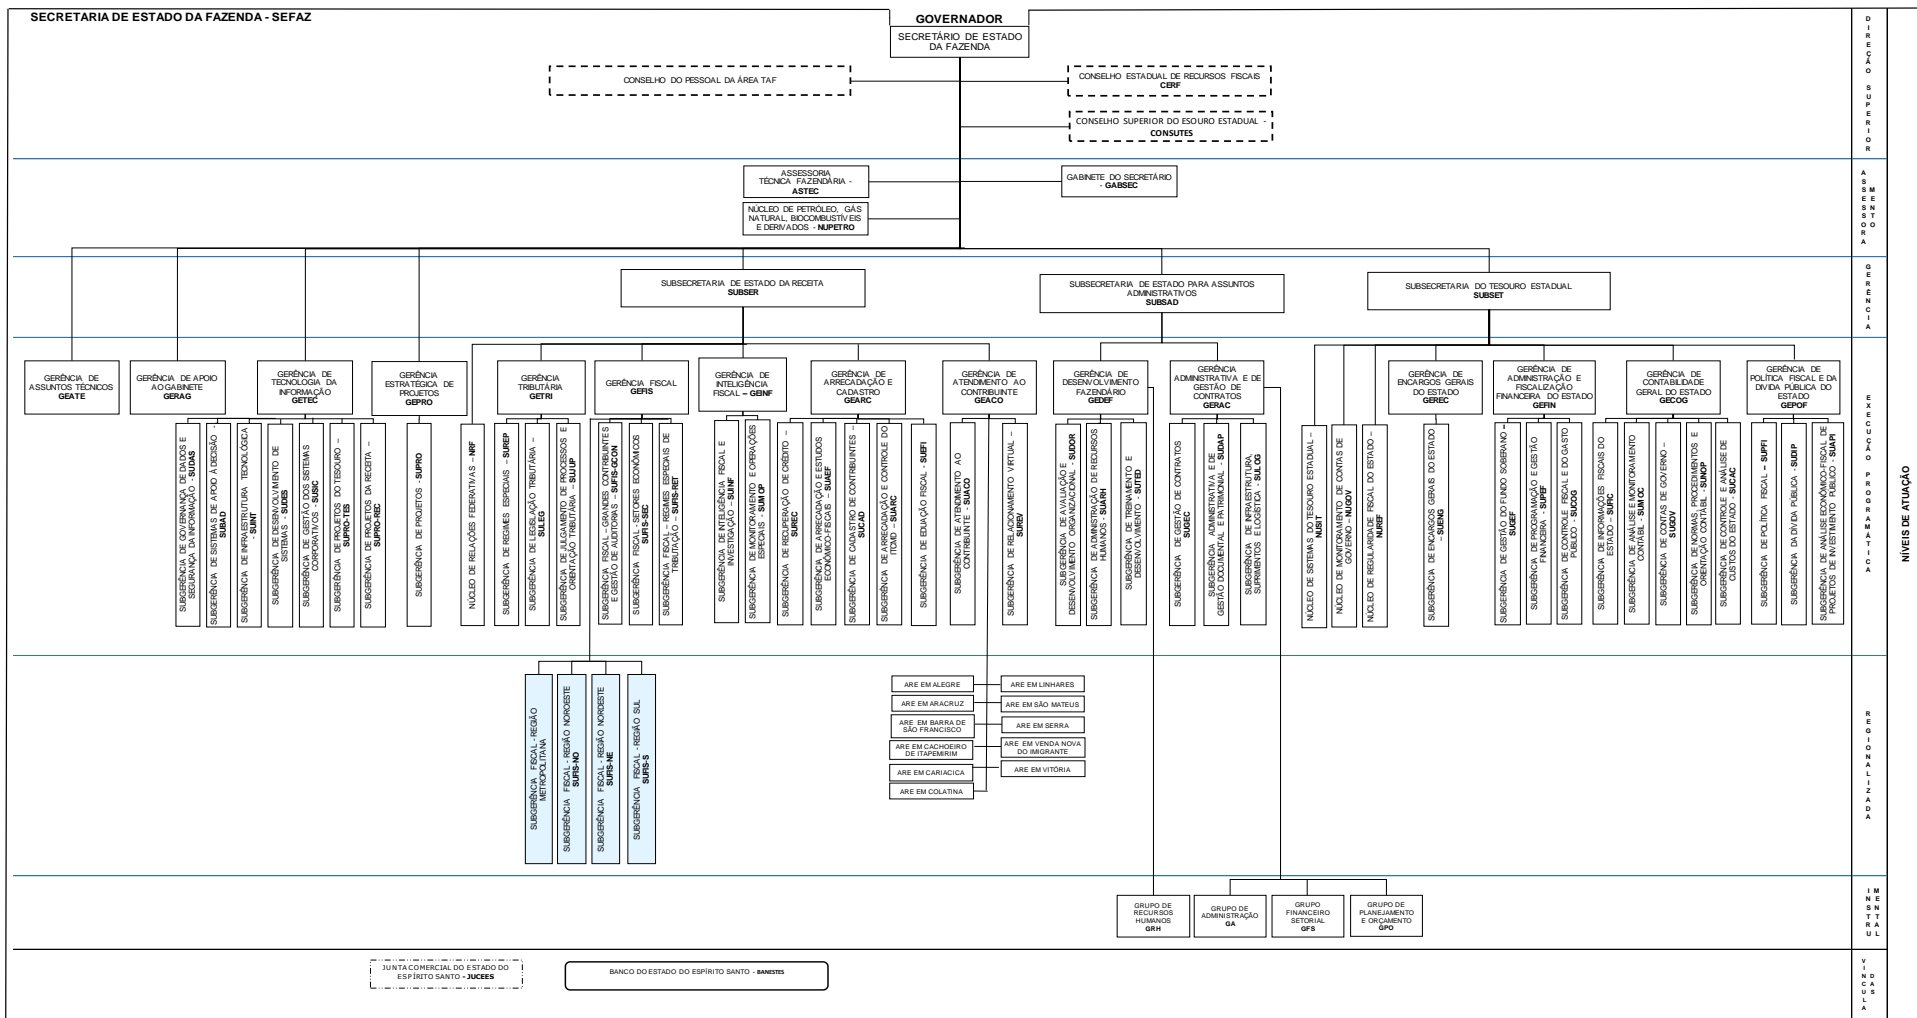 SECRETARIA DE ESTADO DA FAZENDA - SEFAZ
GOVERNADOR
SECRETÁRIO DE ESTADO
DA FAZENDA
CONSELHO DO PESSOAL DA ÁREA TAF
CONSELHO ESTADUAL DE RECURSOS FISCAIS
CERF
CONSELHO SUPERIOR DO ESOURO ESTADUAL -
CONSUTES
DIREÇÃO SUPERIOR
ASSESSORIA
TÉCNICA FAZENDÁRIA -
ASTEC
GABINETE DO SECRETÁRIO
- GABSEC
NÚCLEO DE PETRÓLEO, GÁS
NATURAL, BIOCOMBUSTÍVEIS
E DERIVADOS - NUPETRO
ASSESSORA
MENTO
SUBSECRETARIA DE ESTADO DA RECEITA
SUBSER
SUBSECRETARIA DE ESTADO PARA ASSUNTOS
ADMINISTRATIVOS
SUBSAD
SUBSECRETARIA DO TESOURO ESTADUAL
SUBSET
GERÊNCIA
GERÊNCIA DE
ASSUNTOS TÉCNICOS
GEATE
GERÊNCIA DE APOIO
AO GABINETE
GERAG
GERÊNCIA DE
TECNOLOGIA DA
INFORMAÇÃO
GETEC
GERÊNCIA
ESTRATÉGICA DE
PROJETOS
GEPRO
GERÊNCIA
TRIBUTÁRIA
GETRI
GERÊNCIA FISCAL
GEFIS
GERÊNCIA DE
INTELIGÊNCIA
FISCAL – GEINF
GERÊNCIA DE
ARRECADAÇÃO E
CADASTRO
GEARC
GERÊNCIA DE
ATENDIMENTO AO
CONTRIBUINTE
GEACO
GERÊNCIA DE
DESENVOLVIMENTO
FAZENDÁRIO
GEDEF
GERÊNCIA
ADMINISTRATIVA E DE
GESTÃO DE
CONTRATOS
GERAC
GERÊNCIA DE
ENCARGOS GERAIS
DO ESTADO
GEREC
GERÊNCIA DE
ADMINISTRAÇÃO E
FISCALIZAÇÃO
FINANCEIRA DO ESTADO
GEFIN
GERÊNCIA DE
CONTABILIDADE
GERAL DO ESTADO
GECOG
GERÊNCIA DE
POLÍTICA FISCAL E DA
DIVIDA PÚBLICA DO
ESTADO
GEPOF
SUBGERÊNCIA DE GOVERNANÇA DE DADOS E
SEGURANÇA DA INFORMAÇÃO - SUDAS
SUBGERÊNCIA DE SISTEMAS DE APOIO À DECISÃO -
SUBAD
SUBGERÊNCIA DE INFRAESTRUTURA TECNOLÓGICA
- SUINT
SUBGERÊNCIA DE DESENVOLVIMENTO DE
SISTEMAS - SUDES
SUBGERÊNCIA DE GESTÃO DOS SISTEMAS
CORPORATIVOS - SUSIC
SUBGERÊNCIA DE PROJETOS DO TESOURO –
SUPRO-TES
SUBGERÊNCIA DE PROJETOS DA RECEITA –
SUPRO-REC
SUBGERÊNCIA DE PROJETOS - SUPRO
NÚCLEO DE RELAÇÕES FEDERATIVAS – NRF
SUBGERÊNCIA DE REGIMES ESPECIAIS – SUREP
SUBGERÊNCIA DE LEGISLAÇÃO TRIBUTÁRIA –
SULEG
SUBGERÊNCIA DE JULGAMENTO DE PROCESSOS E
ORIENTAÇÃO TRIBUTÁRIA – SUJUP
SUBGERÊNCIA FISCAL – GRANDES CONTRIBUINTES
E GESTÃO DE AUDITORIAS – SUFIS-GCON
SUBGERÊNCIA FISCAL - SETORES ECONÔMICOS
SUFIS-SEC
SUBGERÊNCIA FISCAL – REGIMES ESPECIAIS DE
TRIBUTAÇÃO – SUFIS-RET
SUBGERÊNCIA DE INTELIGÊNCIA FISCAL E
INVESTIGAÇÃO – SUINF
SUBGERÊNCIA DE MONITORAMENTO E OPERAÇÕES
ESPECIAIS - SUMOP
SUBGERÊNCIA DE RECUPERAÇÃO DE CRÉDITO –
SUREC
SUBGERÊNCIA DE ARRECADAÇÃO E ESTUDOS
ECONÔMICO-FISCAIS – SUAEF
SUBGERÊNCIA DE CADASTRO DE CONTRIBUINTES –
SUCAD
SUBGERÊNCIA DE ARRECADAÇÃO E CONTROLE DO
ITCMD – SUARC
SUBGERÊNCIA DE EDUAÇÃO FISCAL - SUEFI
SUBGERÊNCIA DE ATENDIMENTO AO
CONTRIBUINTE - SUACO
SUBGERÊNCIA DE RELACIONAMENTO VIRTUAL –
SUREV
SUBGERÊNCIA DE AVALIAÇÃO E
DESENVOLVIMENTO ORGANIZACIONAL - SUDOR
SUBGERÊNCIA DE ADMINISTRAÇÃO DE RECURSOS
HUMANOS - SUARH
SUBGERÊNCIA DE TREINAMENTO E
DESENVOLVIMENTO - SUTED
SUBGERÊNCIA DE GESTÃO DE CONTRATOS
SUGEC
SUBGERÊNCIA ADMINISTRATIVA E DE
GESTÃO DOCUMENTAL E PATRIMONIAL - SUDAP
SUBGERÊNCIA DE INFRAESTRUTURA,
SUPRIMENTOS E LOGÍSTICA - SULOG
NÚCLEO DE SISTEMAS DO TESOURO ESTADUAL –
NUSIT
NÚCLEO DE MONITORAMENTO DE CONTAS DE
GOVERNO – NUGOV
NÚCLEO DE REGULARIDADE FISCAL DO ESTADO –
NUREF
SUBGERÊNCIA DE ENCARGOS GERAIS DO ESTADO
– SUENG
SUBGERÊNCIA DE GESTÃO DO FUNDO SOBERANO –
SUGEF
SUBGERÊNCIA DE PROGRAMAÇÃO E GESTÃO
FINANCEIRA - SUPEF
SUBGERÊNCIA DE CONTROLE FISCAL DO GASTO
PÚBLICO - SUCOG
SUBGERÊNCIA DE INFORMAÇÕES FISCAIS DO
ESTADO – SUFIC
SUBGERÊNCIA DE ANÁLISE E MONITORAMENTO
CONTÁBIL - SUMOC
SUBGERÊNCIA DE CONTAS DE GOVERNO –
SUGOV
SUBGERÊNCIA DE NORMAS, PROCEDIMENTOS E
ORIENTAÇÃO CONTÁBIL - SUNOP
SUBGERÊNCIA DE CONTROLE E ANÁLISE DE
CUSTOS DO ESTADO - SUCAC
SUBGERÊNCIA DE POLÍTICA FISCAL – SUPFI
SUBGERÊNCIA DA DÍVIDA PÚBLICA - SUDIP
SUBGERÊNCIA DE ANÁLISE ECONÔMICO-FISCAL DE
PROJETOS DE INVESTIMENTO PÚBLICO - SUAPI
EXECUÇÃO PROGRAMÁTICA
NÍVEIS DE ATUAÇÃO
SUBGERÊNCIA FISCAL - REGIÃO
METROPOLITANA
SUBGERÊNCIA FISCAL - REGIÃO NOROESTE
SUFIS-NO
SUBGERÊNCIA FISCAL - REGIÃO NORDESTE
SUFIS-NE
SUBGERÊNCIA FISCAL - REGIÃO SUL
SUFIS-S
ARE EM ALEGRE
ARE EM LINHARES
ARE EM ARACRUZ
ARE EM SÃO MATEUS
ARE EM BARRA DE
SÃO FRANCISCO
ARE EM SERRA
ARE EM CACHOEIRO
DE ITAPEMIRIM
ARE EM VENDA NOVA
DO IMIGRANTE
ARE EM CARIACICA
ARE EM VITÓRIA
ARE EM COLATINA
REGIONALIZADA
GRUPO DE
RECURSOS
HUMANOS
GRH
GRUPO DE
ADMINISTRAÇÃO
GA
GRUPO
FINANCEIRO
SETORIAL
GFS
GRUPO DE
PLANEJAMENTO
E ORÇAMENTO
GPO
INSTRU
MENTAL
JUNTA COMERCIAL DO ESTADO DO
ESPÍRITO SANTO - JUCEES
BANCO DO ESTADO DO ESPÍRITO SANTO - BANESTES
VINCULA
DAS